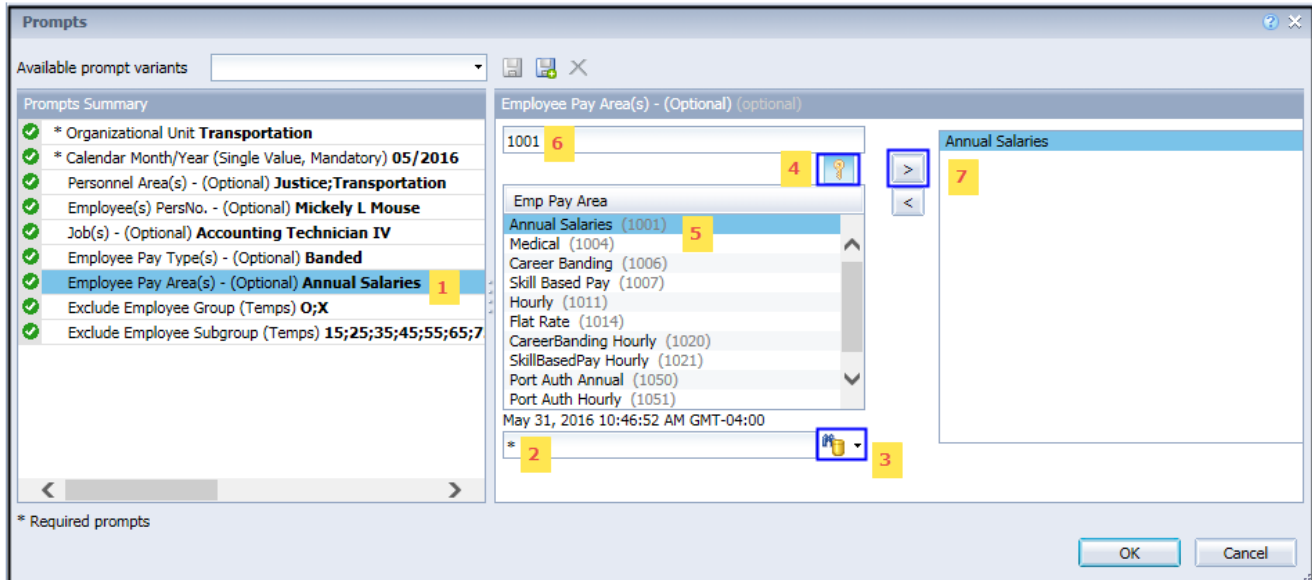 Prompts
Available prompt variants
Prompts Summary
* Organizational Unit Transportation
* Calendar Month/Year (Single Value, Mandatory) 05/2016
Personnel Area(s) - (Optional) Justice;Transportation
Employee(s) PersNo. - (Optional) Mickely L Mouse
Job(s) - (Optional) Accounting Technician IV
Employee Pay Type(s) - (Optional) Banded
Employee Pay Area(s) - (Optional) Annual Salaries 1
Exclude Employee Group (Temps) O;X
Exclude Employee Subgroup (Temps) 15;25;35;45;55;65;7
* Required prompts
Employee Pay Area(s) - (Optional) (optional)
1001 6
4
Emp Pay Area
Annual Salaries (1001) 5
Medical (1004)
Career Banding (1006)
Skill Based Pay (1007)
Hourly (1011)
Flat Rate (1014)
CareerBanding Hourly (1020)
SkillBasedPay Hourly (1021)
Port Auth Annual (1050)
Port Auth Hourly (1051)
May 31, 2016 10:46:52 AM GMT-04:00
* 2
3
>
<
Annual Salaries
7
OK Cancel